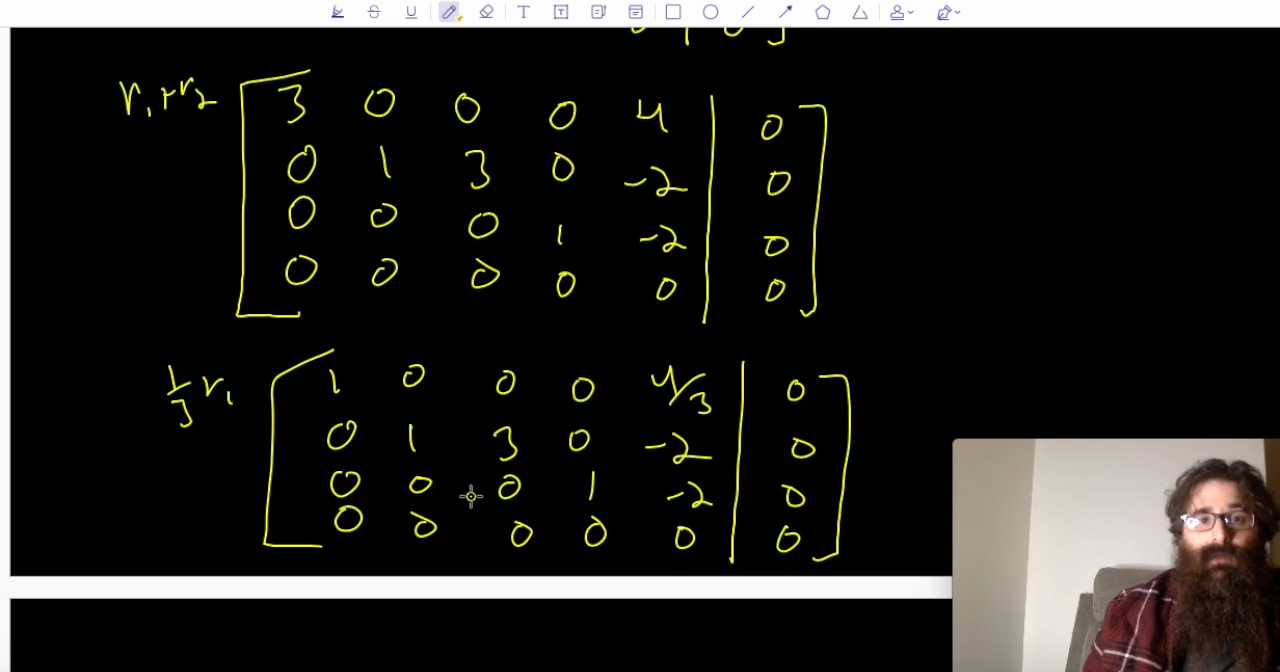 r₁+r₂ [ 3 0 0 0 4 | 0 ]
0 1 3 0 -2 | 0
0 0 0 1 -2 | 0
0 0 0 0 0 | 0
1/3 r₁ [ 1 0 0 0 4/3 | 0 ]
0 1 3 0 -2 | 0
0 0 0 1 -2 | 0
0 0 0 0 0 | 0